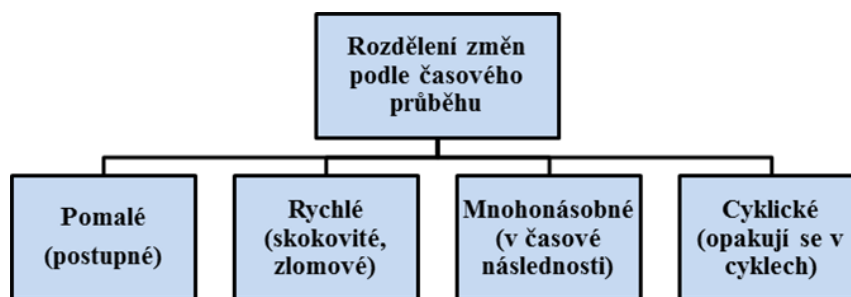 Rozdělení změn
podle časového
průběhu
Pomalé
(postupné)
Rychlé
(skokovité,
zlomové)
Mnohonásobné
(v časové
následnosti)
Cyklické
(opakují se v
cyklech)